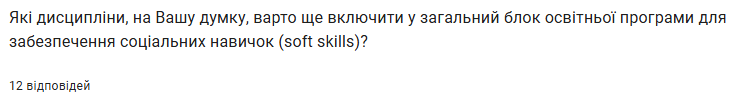 Які дисципліни, на Вашу думку, варто ще включити у загальний блок освітньої програми для
забезпечення соціальних навичок (soft skills)?
12 відповідей